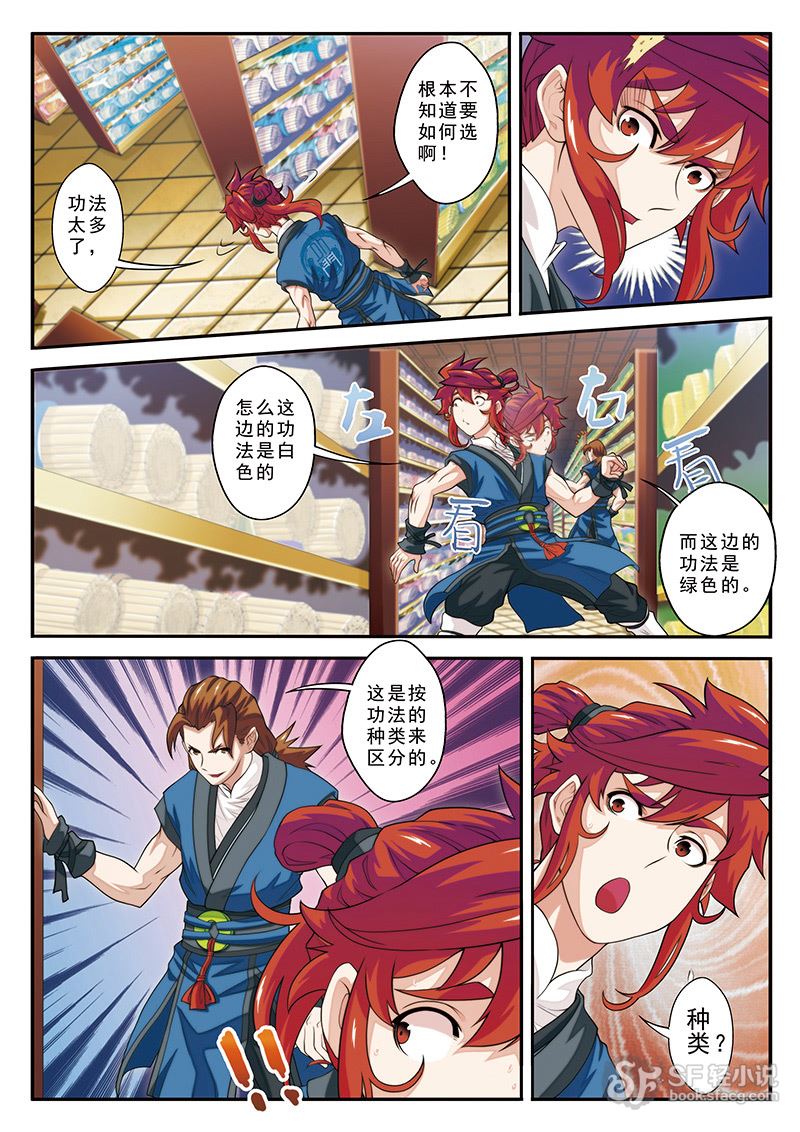 功法
太多
了，
根本不
知道要
如何选
啊！
怎么这
边的功
法是白
色的
左
看
右
看
而这边的
功法是
绿色的。
这是按
功法的
种类来
区分的。
!!
种
类？
SF轻小说
book.sfacg.com